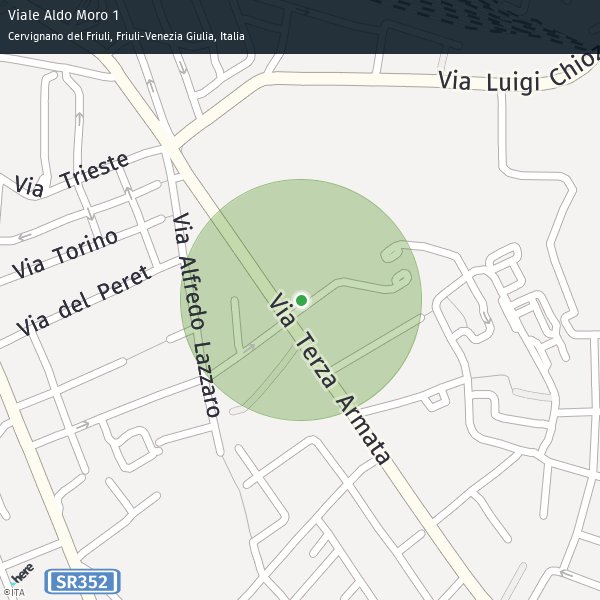 Viale Aldo Moro 1
Cervignano del Friuli, Friuli-Venezia Giulia, Italia
Via Luigi Chioz
Via Trieste
Via Torino
Via del Peret
Via Alfredo Lazzaro
Via Terza Armata
here
SR352
©ITA